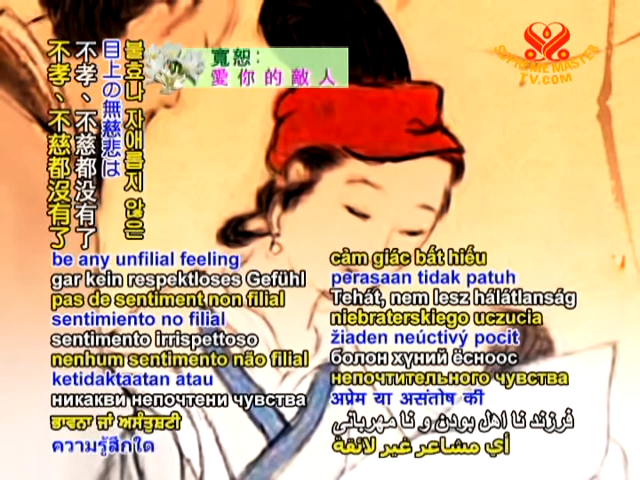 寬恕：
愛你的敵人
SUPREME MASTER
TV.COM
불효나 자애롭지 않은
目上の無慈悲は
不孝、不慈都没有了
不孝、不慈都沒有了
be any unfilial feeling
gar kein respektloses Gefühl
pas de sentiment non filial
sentimiento no filial
sentimento irrispettoso
nenhum sentimento não filial
ketidaktaatan atau
никакви непочтени чувства
ਭਾਵਨਾ ਜਾਂ ਅਸੰਤੁਸ਼ਟੀ
ความรู้สึกใด
cảm giác bất hiếu
perasaan tidak patuh
Tehát, nem lesz hálátlanság
niebraterskiego uczucia
žiaden neúctivý pocit
болон хүний ёсноос
непочтительного чувства
अप्रेम या असंतोष की
فرزند نا اهل بودن و نا مهربانی
أي مشاعر غير لائقة